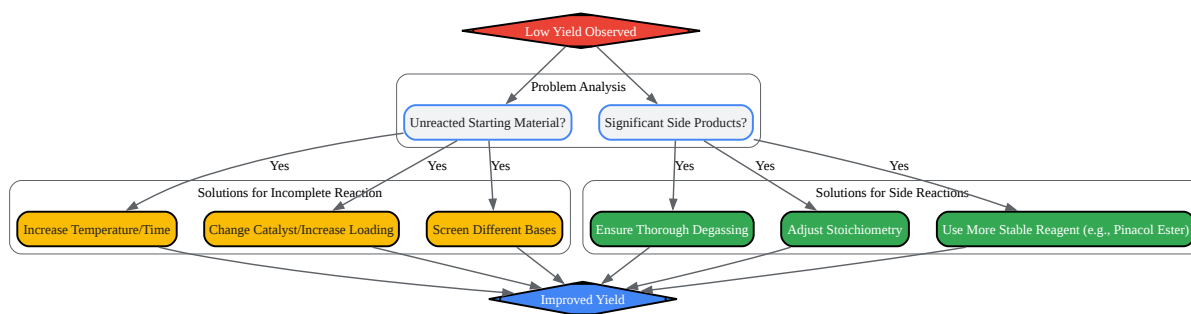 Low Yield Observed
Problem Analysis
Unreacted Starting Material?
Significant Side Products?
Yes
Yes
Yes
Yes
Yes
Yes
Solutions for Incomplete Reaction
Solutions for Side Reactions
Increase Temperature/Time
Change Catalyst/Increase Loading
Screen Different Bases
Ensure Thorough Degassing
Adjust Stoichiometry
Use More Stable Reagent (e.g., Pinacol Ester)
Improved Yield